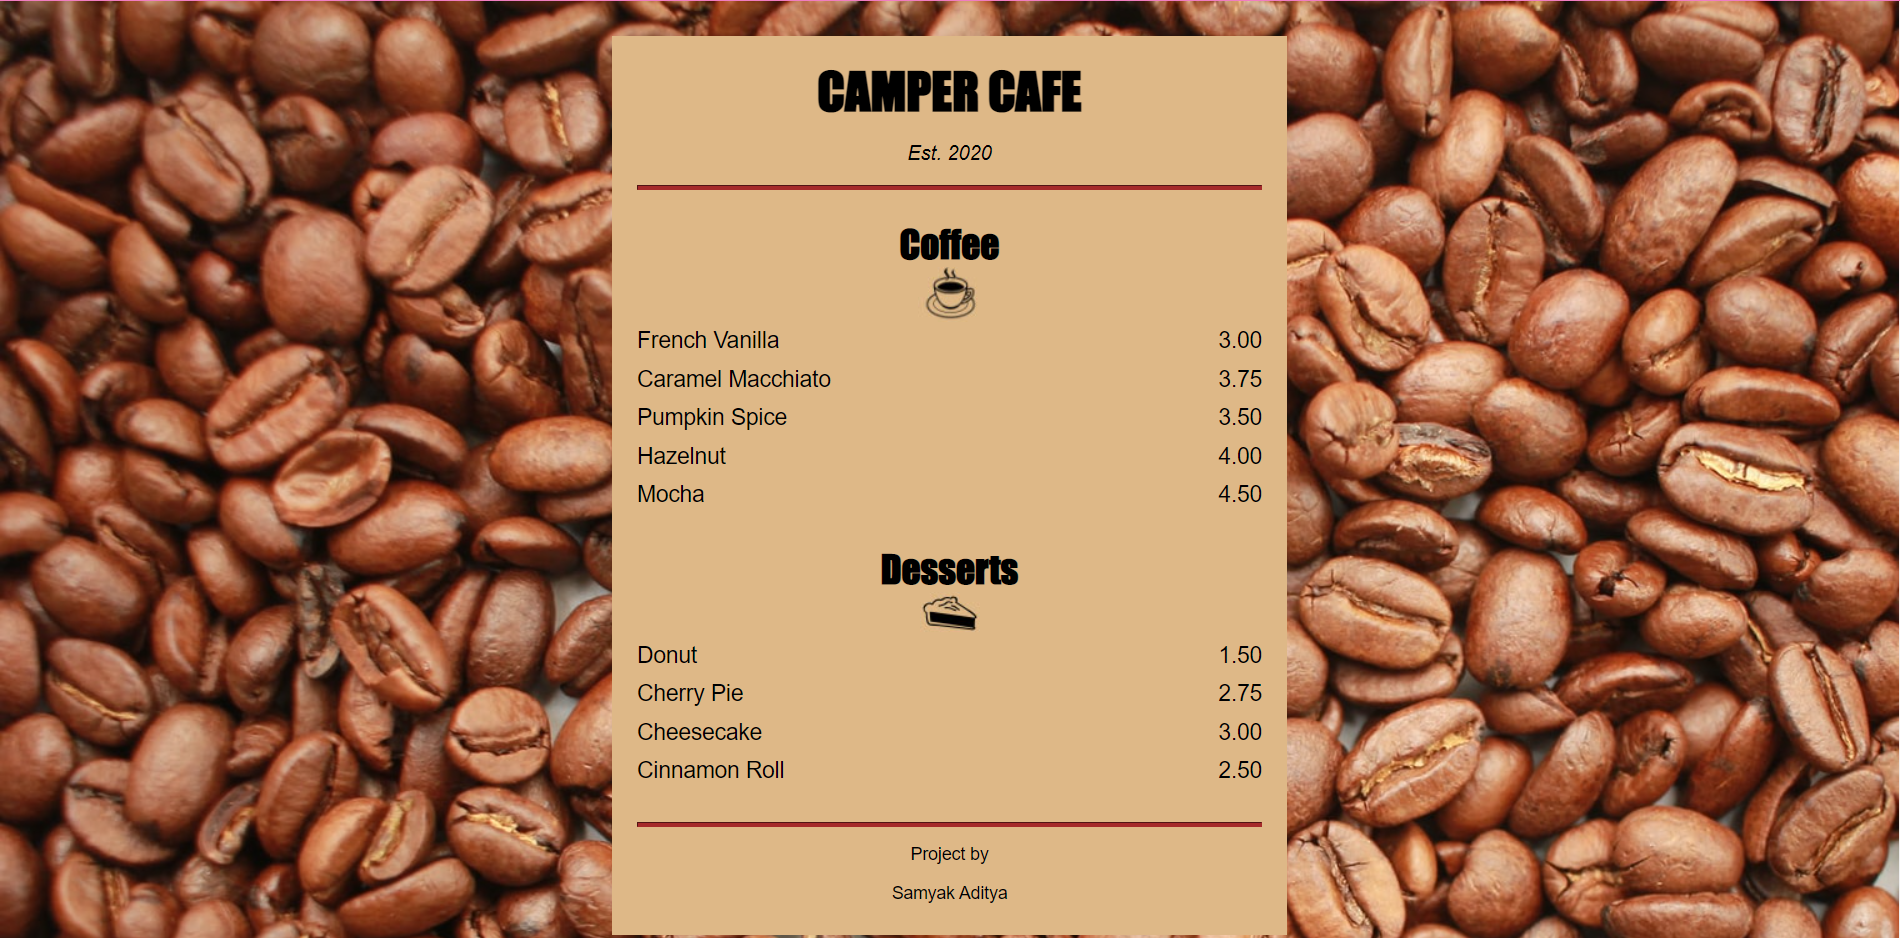 CAMPER CAFE
Est. 2020
Coffee
French Vanilla 3.00
Caramel Macchiato 3.75
Pumpkin Spice 3.50
Hazelnut 4.00
Mocha 4.50
Desserts
Donut 1.50
Cherry Pie 2.75
Cheesecake 3.00
Cinnamon Roll 2.50
Project by
Samyak Aditya